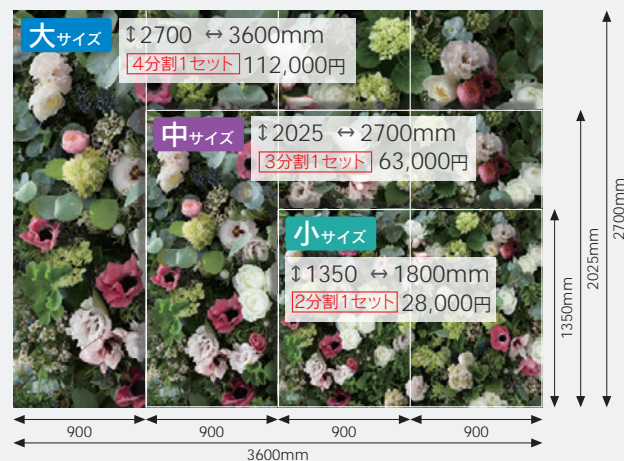 大サイズ ↕2700 ↔3600mm
4分割1セット 112,000円
中サイズ ↕2025 ↔2700mm
3分割1セット 63,000円
小サイズ
↕1350 ↔1800mm
2分割1セット 28,000円
1350mm
2025mm
2700mm
900 900 900 900
3600mm